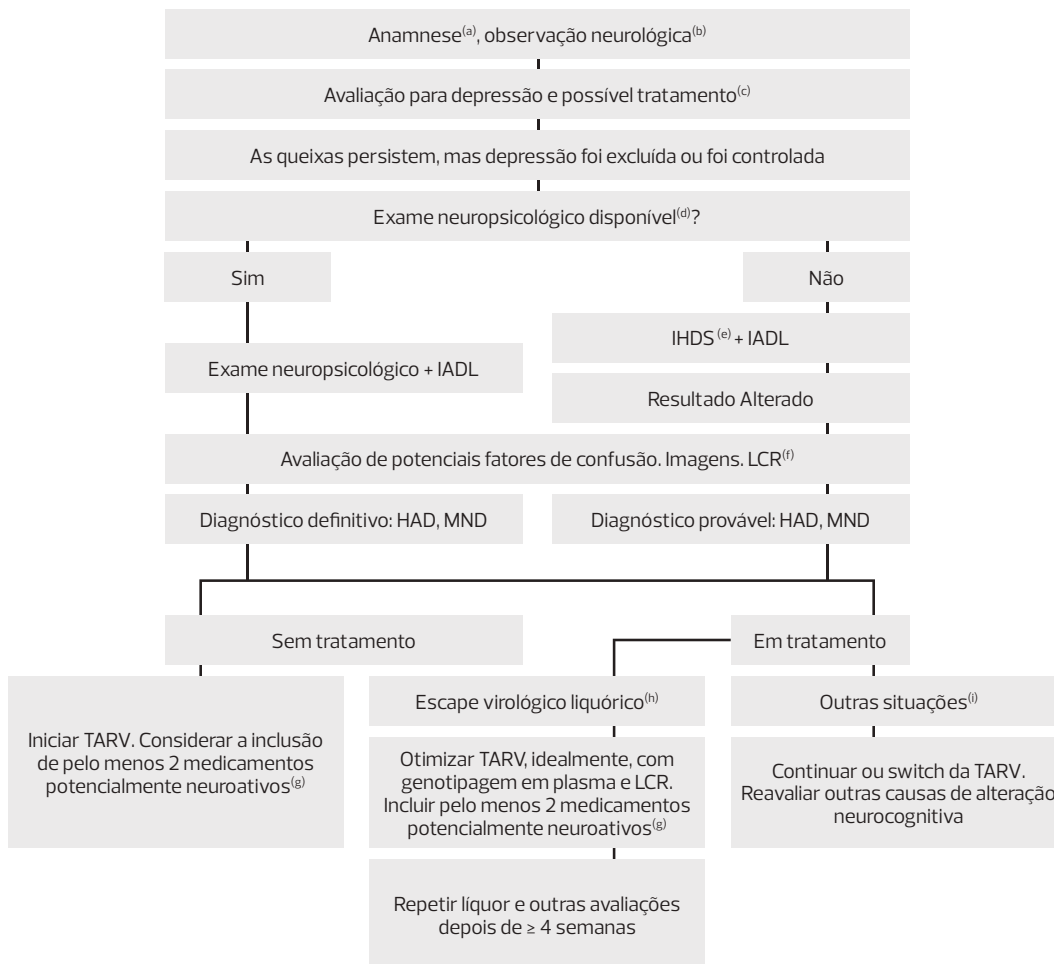 Anamnese(a), observação neurológica(b)
Avaliação para depressão e possível tratamento(c)
As queixas persistem, mas depressão foi excluída ou foi controlada
Exame neuropsicológico disponível(d)?
Sim
Não
Exame neuropsicológico + IADL
IHDS(e) + IADL
Resultado Alterado
Avaliação de potenciais fatores de confusão. Imagens. LCR(f)
Diagnóstico definitivo: HAD, MND
Diagnóstico provável: HAD, MND
Sem tratamento
Em tratamento
Iniciar TARV. Considerar a inclusão
de pelo menos 2 medicamentos
potencialmente neuroativos(g)
Escape virológico liquórico(h)
Otimizar TARV, idealmente, com
genotipagem em plasma e LCR.
Incluir pelo menos 2 medicamentos
potencialmente neuroativos(g)
Repetir líquor e outras avaliações
depois de ≥ 4 semanas
Outras situações(i)
Continuar ou switch da TARV.
Reavaliar outras causas de alteração
neurocognitiva